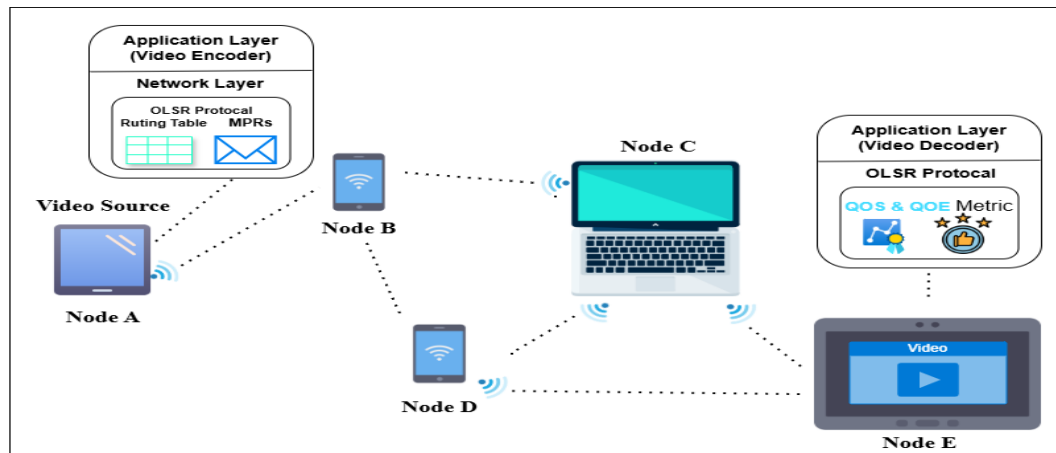 Application Layer
(Video Encoder)
Network Layer
OLSR Protocal
Ruting Table MPRs
Video Source
Node A
Node B
Node C
Node D
Application Layer
(Video Decoder)
OLSR Protocal
QOS & QOE Metric
Video
Node E